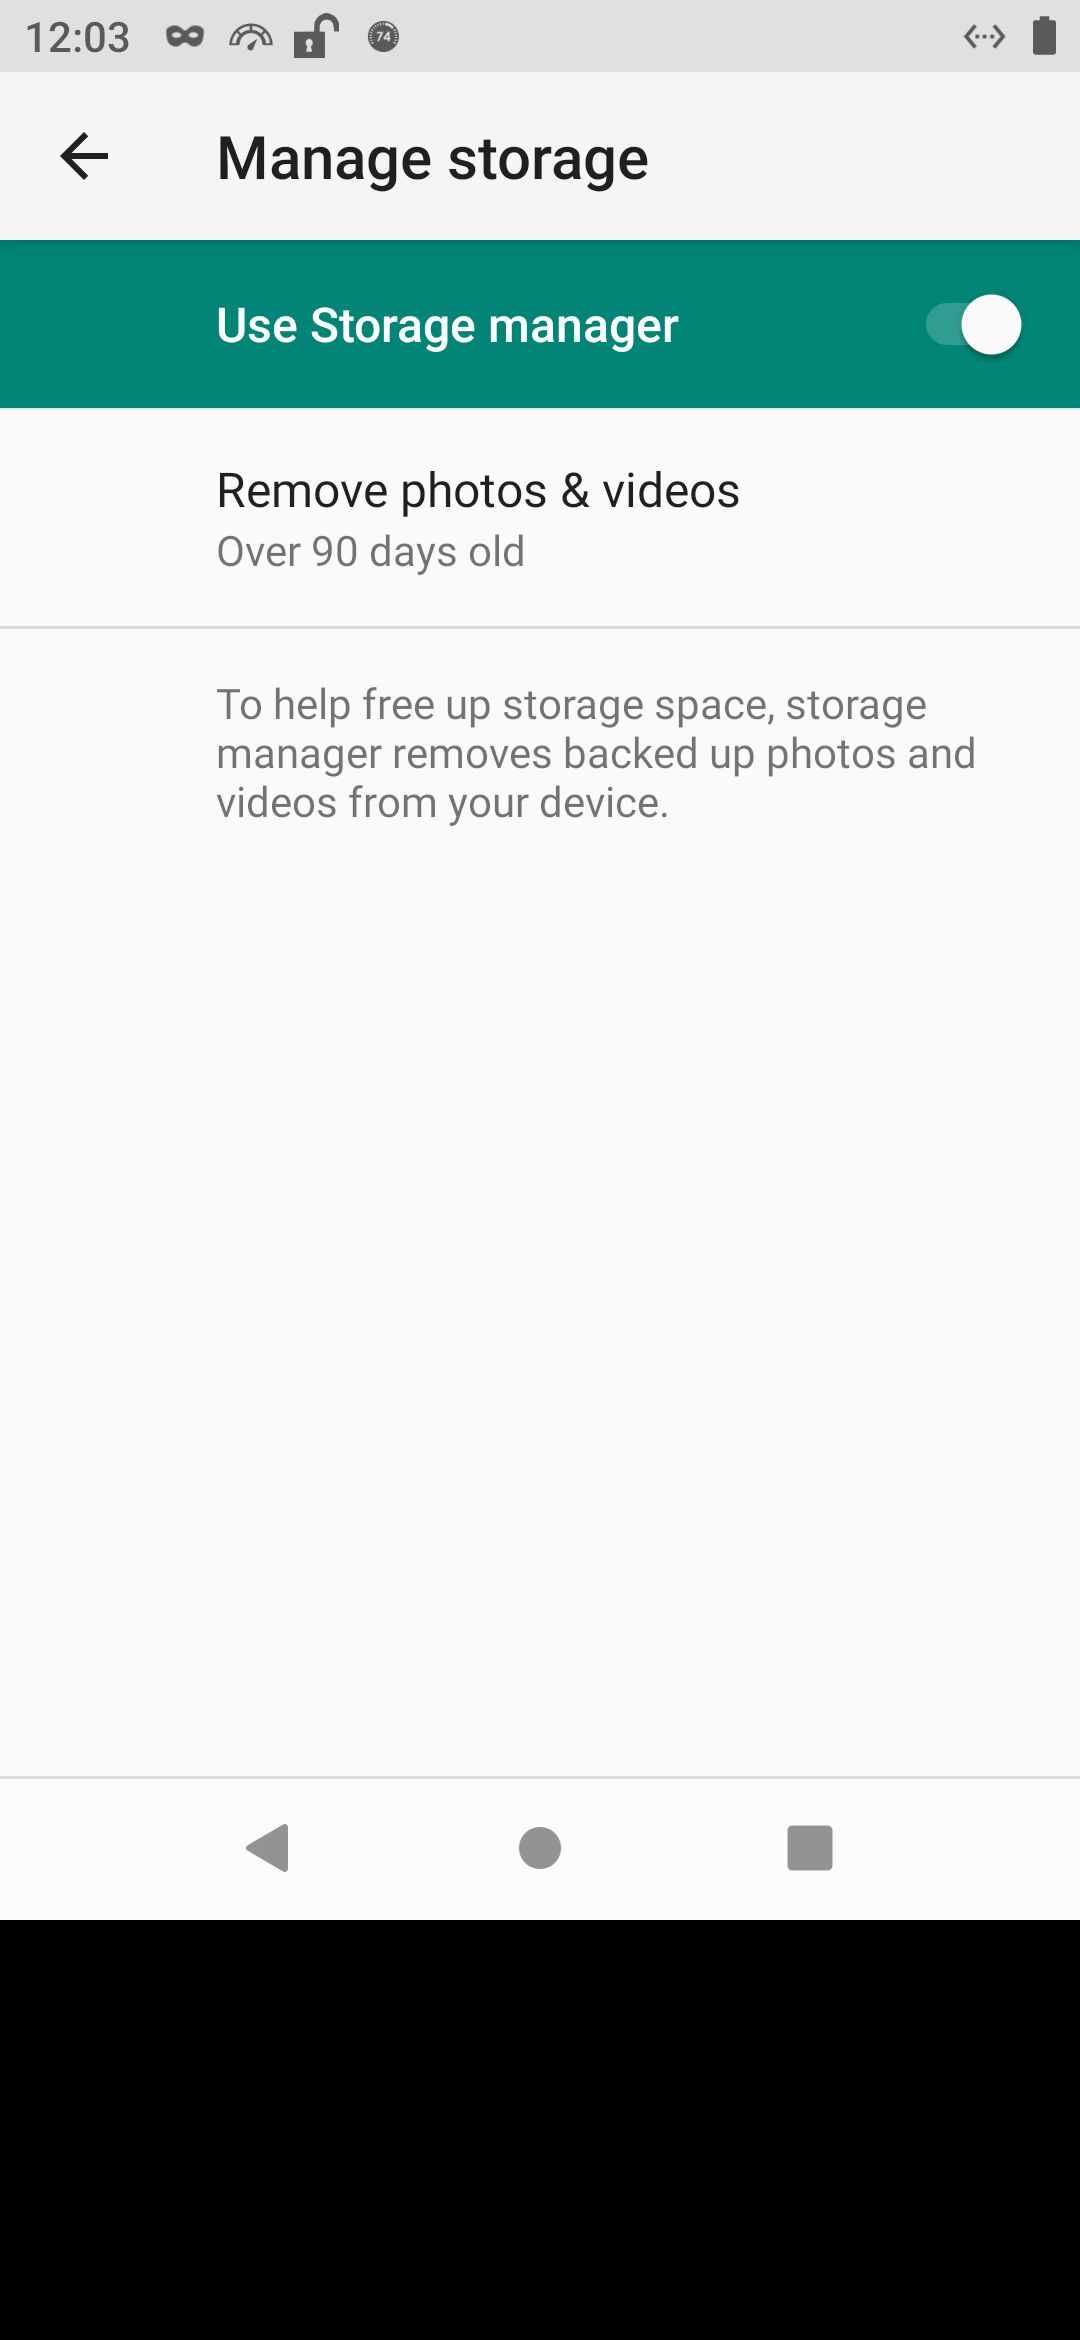 12:03 74
Manage storage
Use Storage manager
Remove photos & videos
Over 90 days old
To help free up storage space, storage
manager removes backed up photos and
videos from your device.